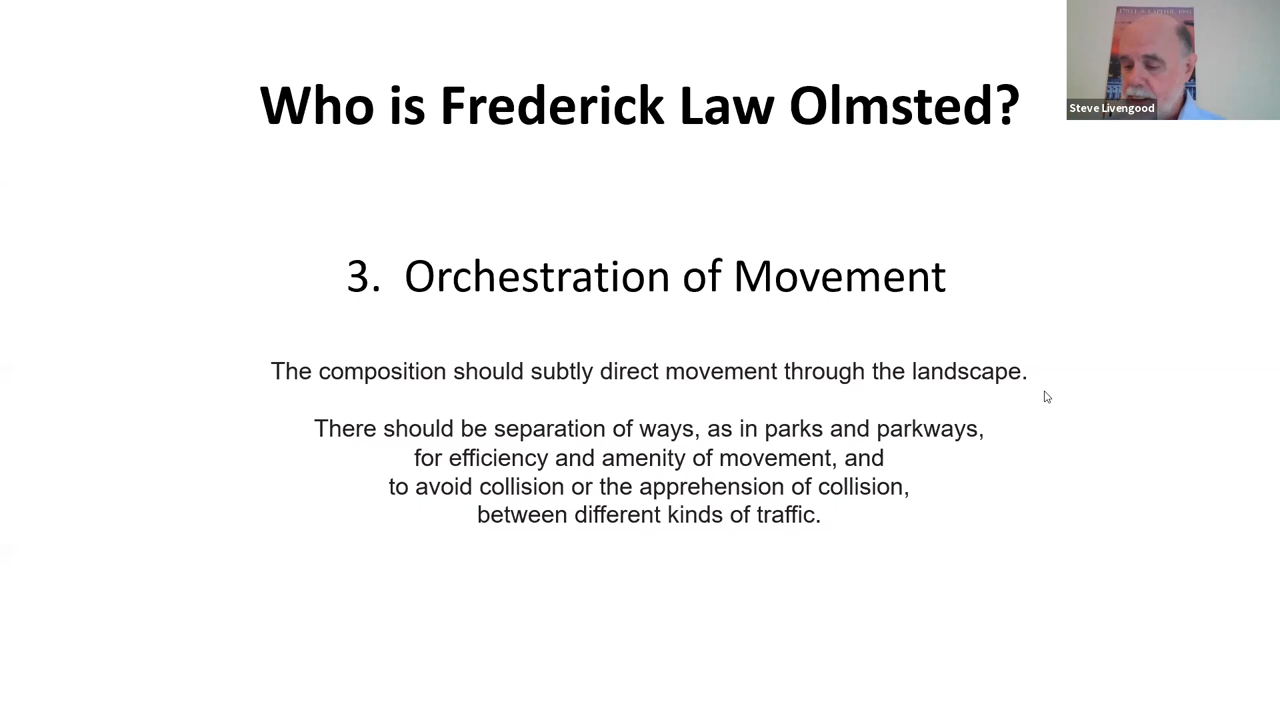 Who is Frederick Law Olmsted?
Steve Livengood
3.  Orchestration of Movement
The composition should subtly direct movement through the landscape.
There should be separation of ways, as in parks and parkways,
for efficiency and amenity of movement, and
to avoid collision or the apprehension of collision,
between different kinds of traffic.